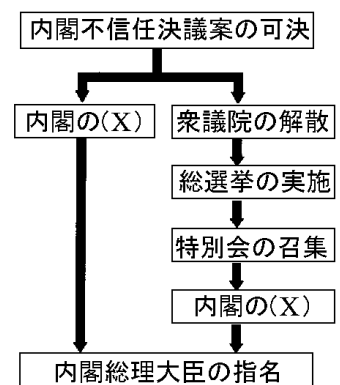 内閣不信任決議案の可決
内閣の(X)
衆議院の解散
総選挙の実施
特別会の召集
内閣の(X)
内閣総理大臣の指名